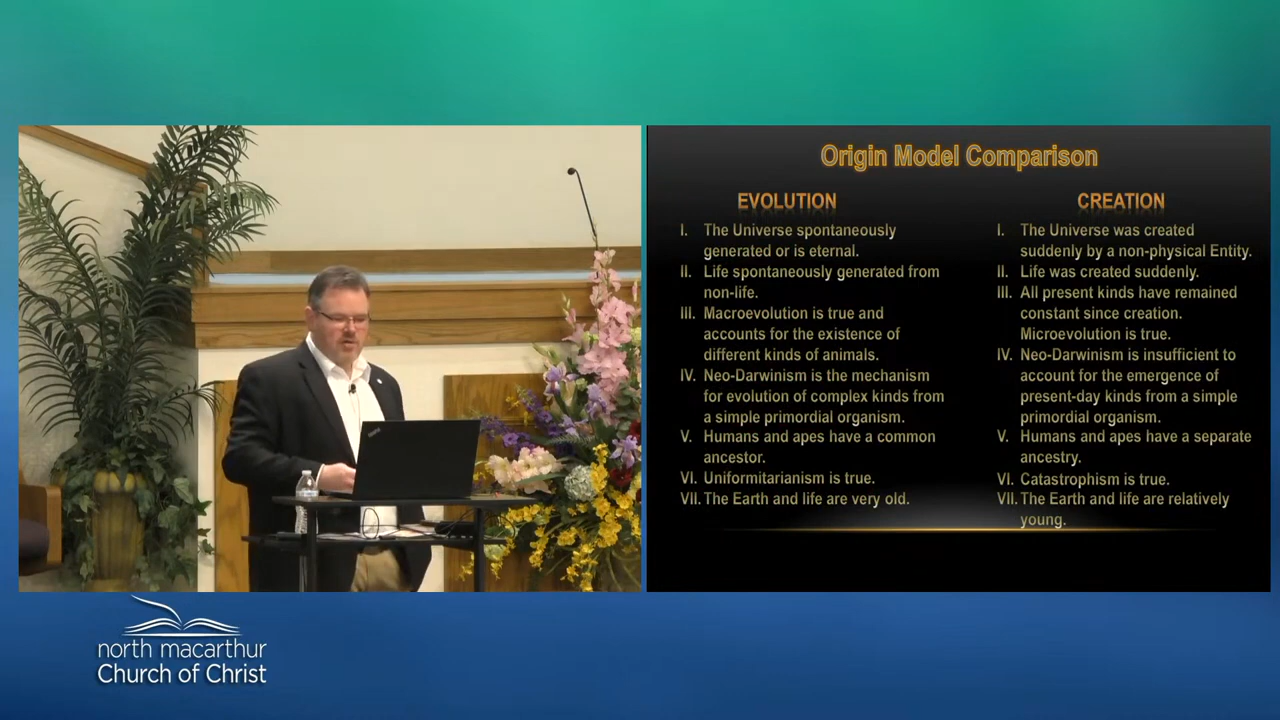 Origin Model Comparison
EVOLUTION
I. The Universe spontaneously
generated or is eternal.
II. Life spontaneously generated from
non-life.
III. Macroevolution is true and
accounts for the existence of
different kinds of animals.
IV. Neo-Darwinism is the mechanism
for evolution of complex kinds from
a simple primordial organism.
V. Humans and apes have a common
ancestor.
VI. Uniformitarianism is true.
VII. The Earth and life are very old.
CREATION
I. The Universe was created
suddenly by a non-physical Entity.
II. Life was created suddenly.
III. All present kinds have remained
constant since creation.
Microevolution is true.
IV. Neo-Darwinism is insufficient to
account for the emergence of
present-day kinds from a simple
primordial organism.
V. Humans and apes have a separate
ancestry.
VI. Catastrophism is true.
VII. The Earth and life are relatively
young.
north macarthur
Church of Christ